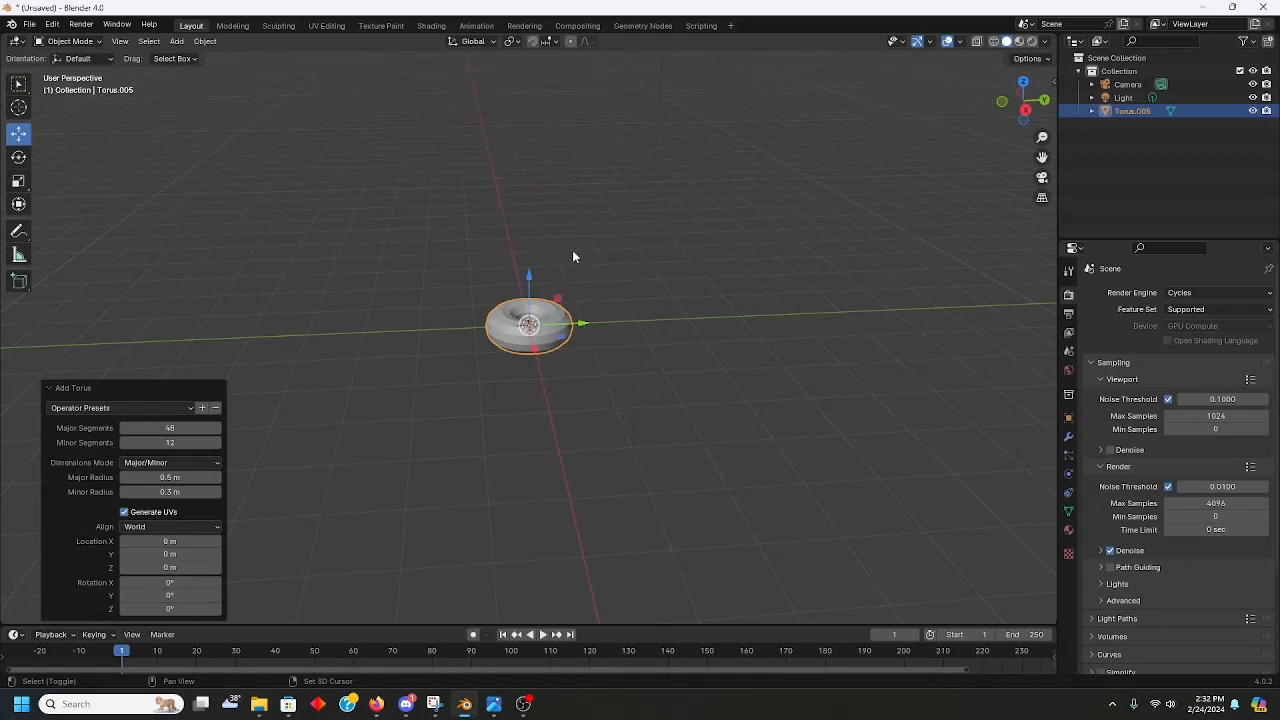 * (Unsaved) - Blender 4.0
File Edit Render Window Help Layout Modeling Sculpting UV Editing Texture Paint Shading Animation Rendering Compositing Geometry Nodes Scripting + Scene ViewLayer
Object Mode View Select Add Object Global
Orientation: Default Drag: Select Box Options
User Perspective
(1) Collection | Torus.005
Scene Collection
Collection
Camera
Light
Torus.005
Z
Y
X
Scene
Render Engine Cycles
Feature Set Supported
Device GPU Compute
Open Shading Language
Sampling
Viewport
Noise Threshold 0.1000
Max Samples 1024
Min Samples 0
Denoise
Render
Noise Threshold 0.0100
Max Samples 4096
Min Samples 0
Time Limit 0 sec
Denoise
Path Guiding
Lights
Advanced
Light Paths
Volumes
Curves
Simplify
Add Torus
Operator Presets
Major Segments 48
Minor Segments 12
Dimensions Mode Major/Minor
Major Radius 0.5 m
Minor Radius 0.3 m
Generate UVs
Align World
Location X 0 m
Y 0 m
Z 0 m
Rotation X 0°
Y 0°
Z 0°
Playback Keying View Marker 1 Start 1 End 250
-20 -10 1 10 20 30 40 50 60 70 80 90 100 110 120 130 140 150 160 170 180 190 200 210 220 230
Select (Toggle) Pan View Set 3D Cursor 4.0.2
Search 38° 2:32 PM
2/24/2024